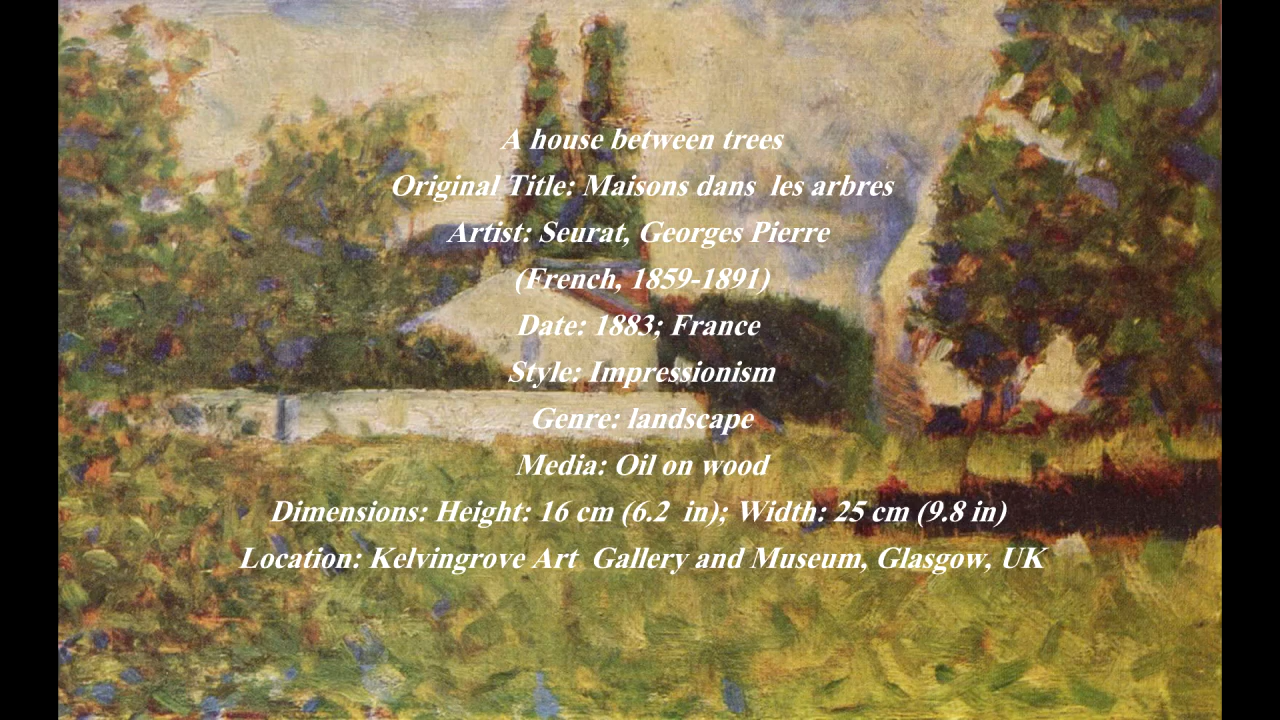 A house between trees
Original Title: Maisons dans  les arbres
Artist: Seurat, Georges Pierre
(French, 1859-1891)
Date: 1883; France
Style: Impressionism
Genre: landscape
Media: Oil on wood
Dimensions: Height: 16 cm (6.2  in); Width: 25 cm (9.8 in)
Location: Kelvingrove Art  Gallery and Museum, Glasgow, UK